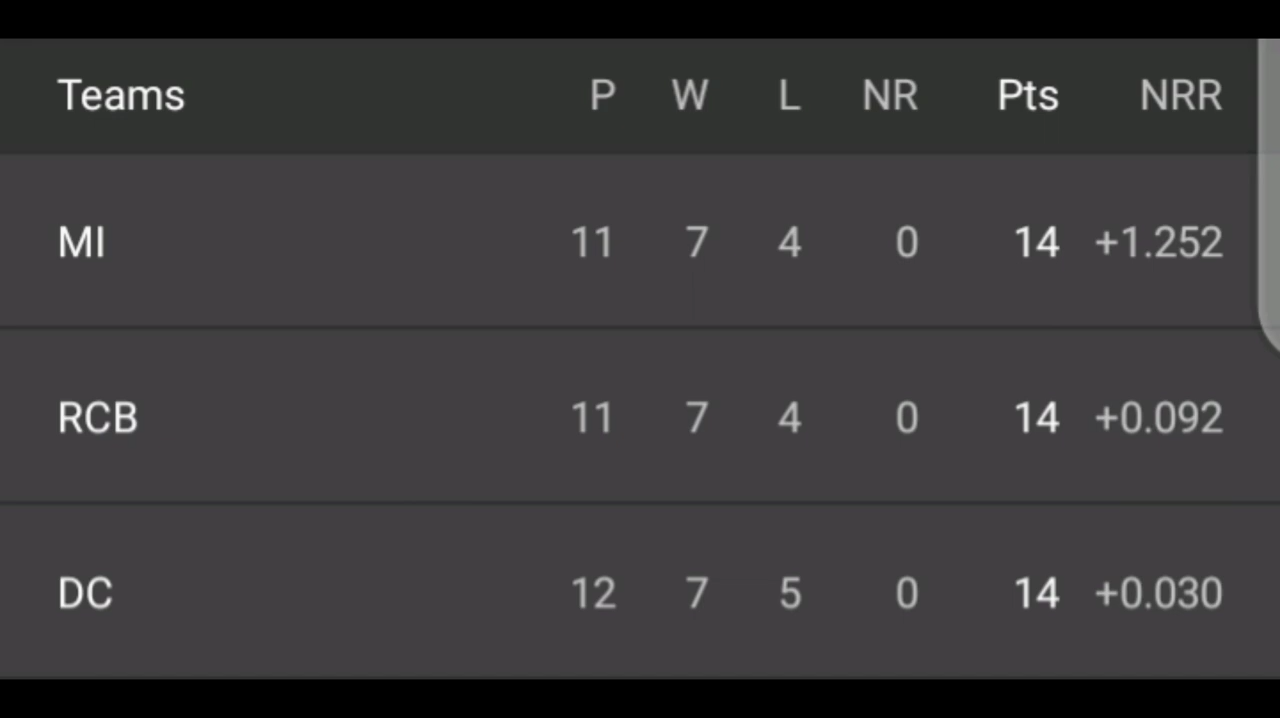 Teams P W L NR Pts NRR
MI 11 7 4 0 14 +1.252
RCB 11 7 4 0 14 +0.092
DC 12 7 5 0 14 +0.030